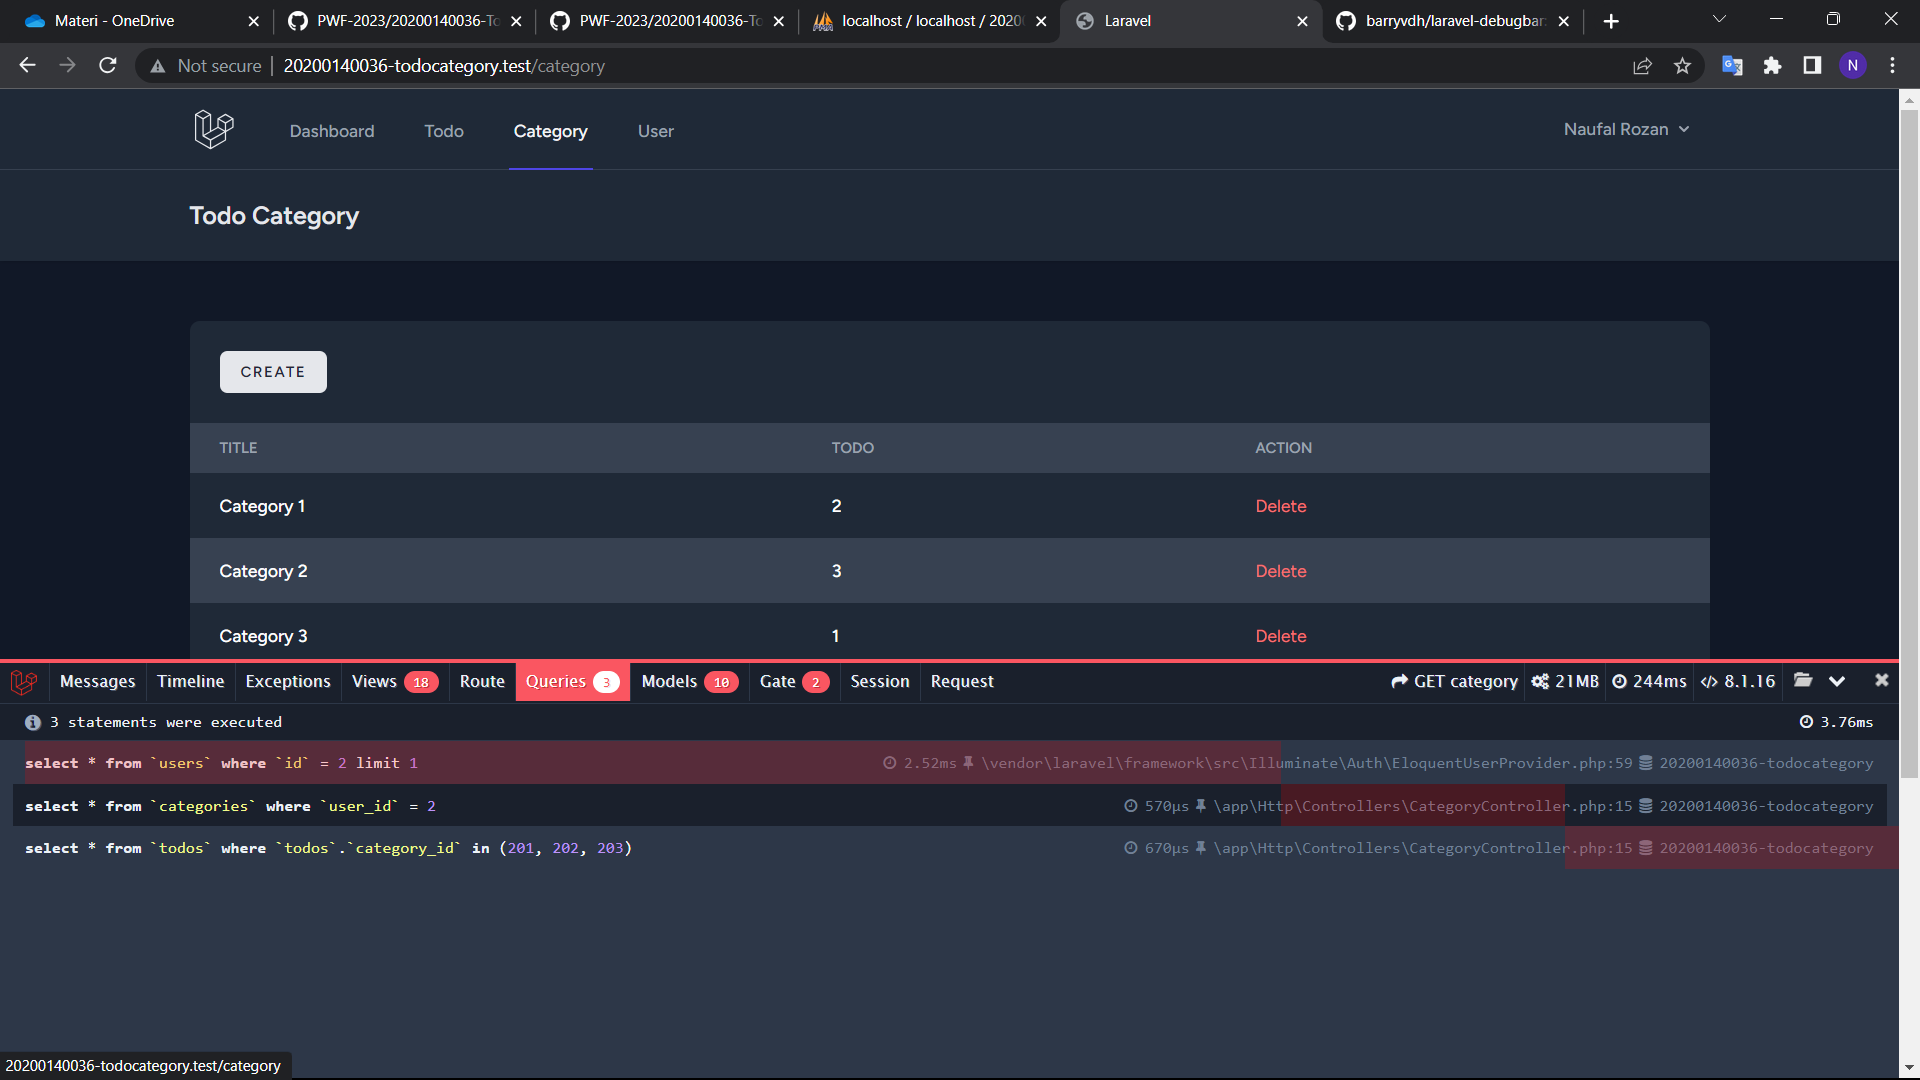 Materi - OneDrive
PWF-2023/20200140036-To
PWF-2023/20200140036-To
localhost / localhost / 2020
Laravel
barryvdh/laravel-debugbar
Not secure
20200140036-todocategory.test/category
N
Dashboard
Todo
Category
User
Naufal Rozan
Todo Category
CREATE
TITLE TODO ACTION
Category 1 2 Delete
Category 2 3 Delete
Category 3 1 Delete
Messages Timeline Exceptions Views 18 Route Queries 3 Models 10 Gate 2 Session Request GET category 21MB 244ms 8.1.16
3 statements were executed 3.76ms
select * from `users` where `id` = 2 limit 1 2.52ms \vendor\laravel\framework\src\Illuminate\Auth\EloquentUserProvider.php:59 20200140036-todocategory
select * from `categories` where `user_id` = 2 570μs \app\Http\Controllers\CategoryController.php:15 20200140036-todocategory
select * from `todos` where `todos`.`category_id` in (201, 202, 203) 670μs \app\Http\Controllers\CategoryController.php:15 20200140036-todocategory
20200140036-todocategory.test/category